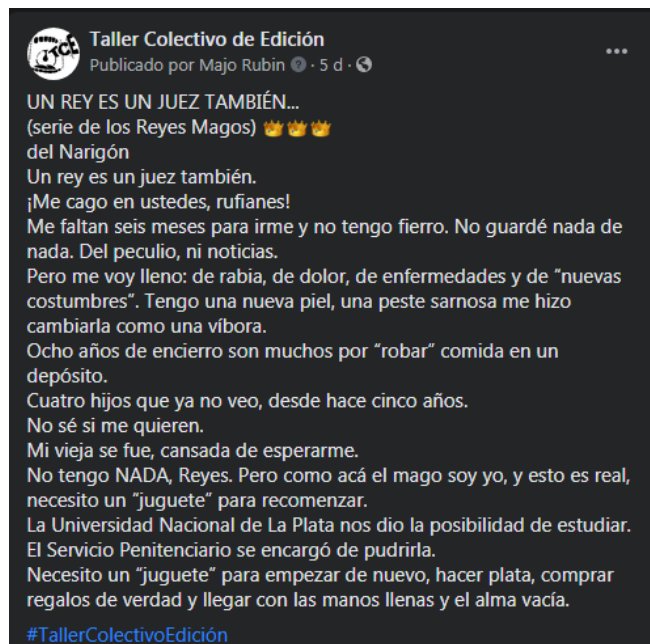 Taller Colectivo de Edición
Publicado por Majo Rubin · 5 d ·
UN REY ES UN JUEZ TAMBIÉN...
(serie de los Reyes Magos) 👑👑👑
del Narigón
Un rey es un juez también.
¡Me cago en ustedes, rufianes!
Me faltan seis meses para irme y no tengo fierro. No guardé nada de
nada. Del peculio, ni noticias.
Pero me voy lleno: de rabia, de dolor, de enfermedades y de “nuevas
costumbres”. Tengo una nueva piel, una peste sarnosa me hizo
cambiarla como una víbora.
Ocho años de encierro son muchos por “robar” comida en un
depósito.
Cuatro hijos que ya no veo, desde hace cinco años.
No sé si me quieren.
Mi vieja se fue, cansada de esperarme.
No tengo NADA, Reyes. Pero como acá el mago soy yo, y esto es real,
necesito un “juguete” para recomenzar.
La Universidad Nacional de La Plata nos dio la posibilidad de estudiar.
El Servicio Penitenciario se encargó de pudrirla.
Necesito un “juguete” para empezar de nuevo, hacer plata, comprar
regalos de verdad y llegar con las manos llenas y el alma vacía.
#TallerColectivoEdición